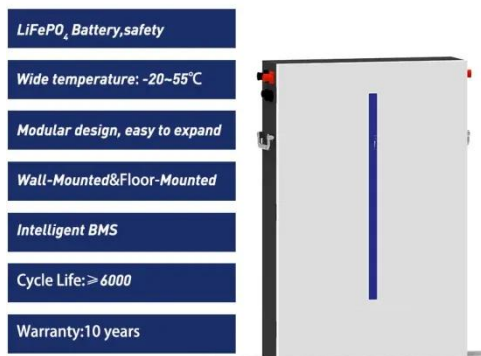 LiFePO₄ Battery,safety
Wide temperature: -20~55℃
Modular design, easy to expand
Wall-Mounted&Floor-Mounted
Intelligent BMS
Cycle Life:≥6000
Warranty:10 years